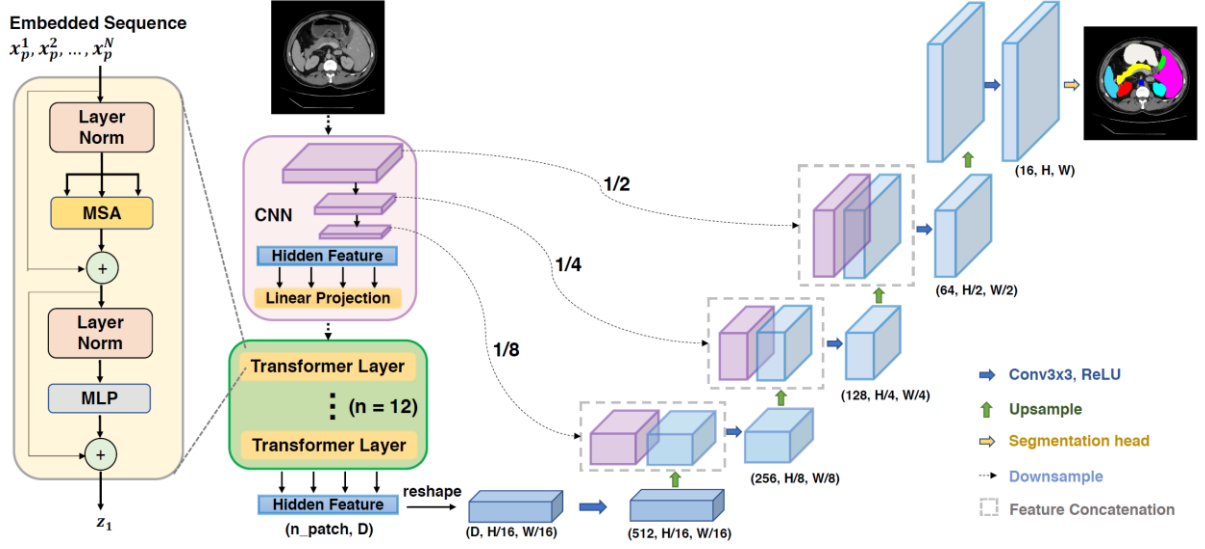 Embedded Sequence
x_p^1, x_p^2, ..., x_p^N
Layer
Norm
MSA
+
Layer
Norm
MLP
+
z_1
CNN
Hidden Feature
Linear Projection
Transformer Layer
(n = 12)
Transformer Layer
Hidden Feature
(n_patch, D)
reshape
(D, H/16, W/16)
(512, H/16, W/16)
1/2
1/4
1/8
(256, H/8, W/8)
(128, H/4, W/4)
(64, H/2, W/2)
(16, H, W)
Conv3x3, ReLU
Upsample
Segmentation head
Downsample
Feature Concatenation